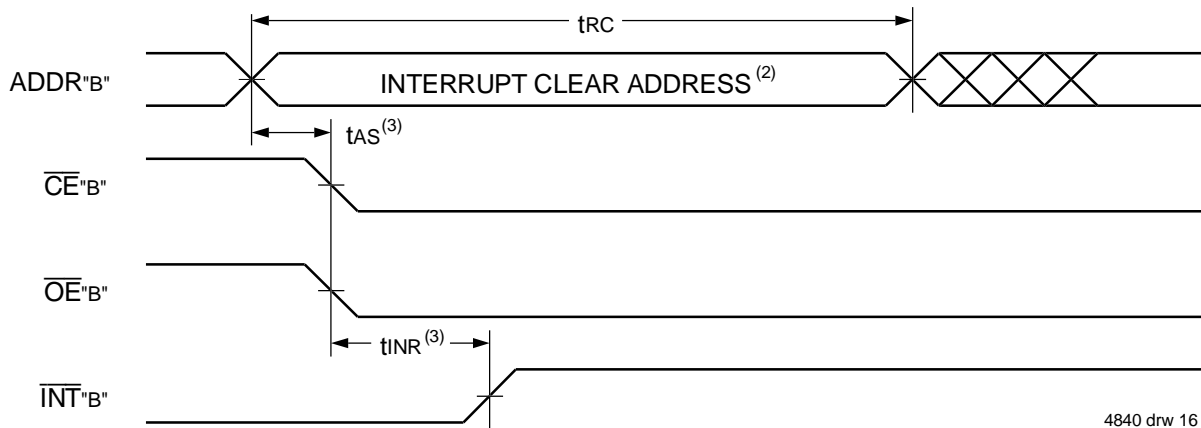 tRC
ADDR"B"
INTERRUPT CLEAR ADDRESS(2)
tAS(3)
CE"B"
OE"B"
tINR(3)
INT"B"
4840 drw 16